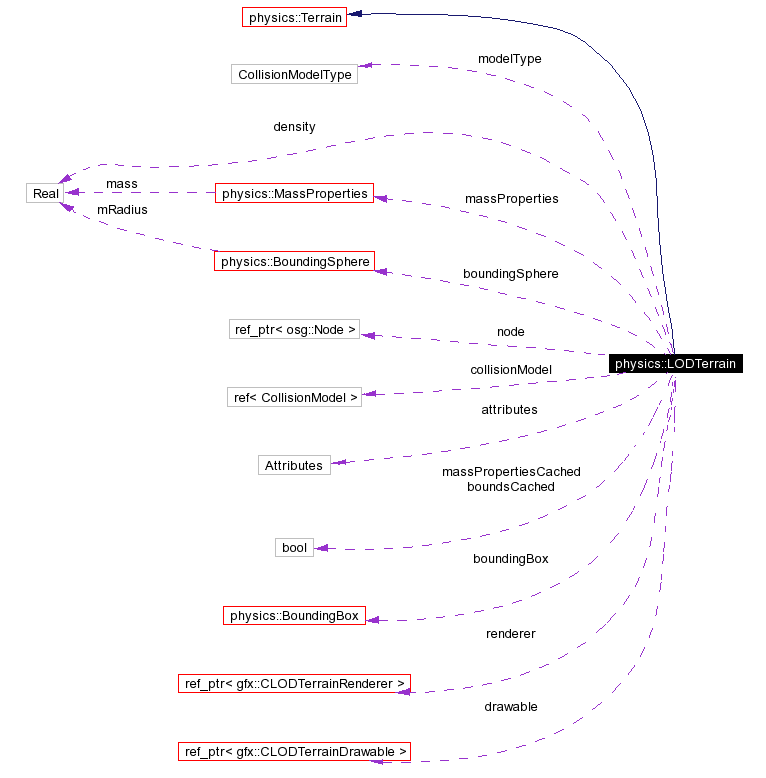 physics::Terrain
modelType
CollisionModelType
density
mass
Real
physics::MassProperties
massProperties
mRadius
physics::BoundingSphere
boundingSphere
ref_ptr< osg::Node >
node
physics::LODTerrain
collisionModel
ref< CollisionModel >
attributes
Attributes
massPropertiesCached
boundsCached
bool
boundingBox
physics::BoundingBox
renderer
ref_ptr< gfx::CLODTerrainRenderer >
drawable
ref_ptr< gfx::CLODTerrainDrawable >